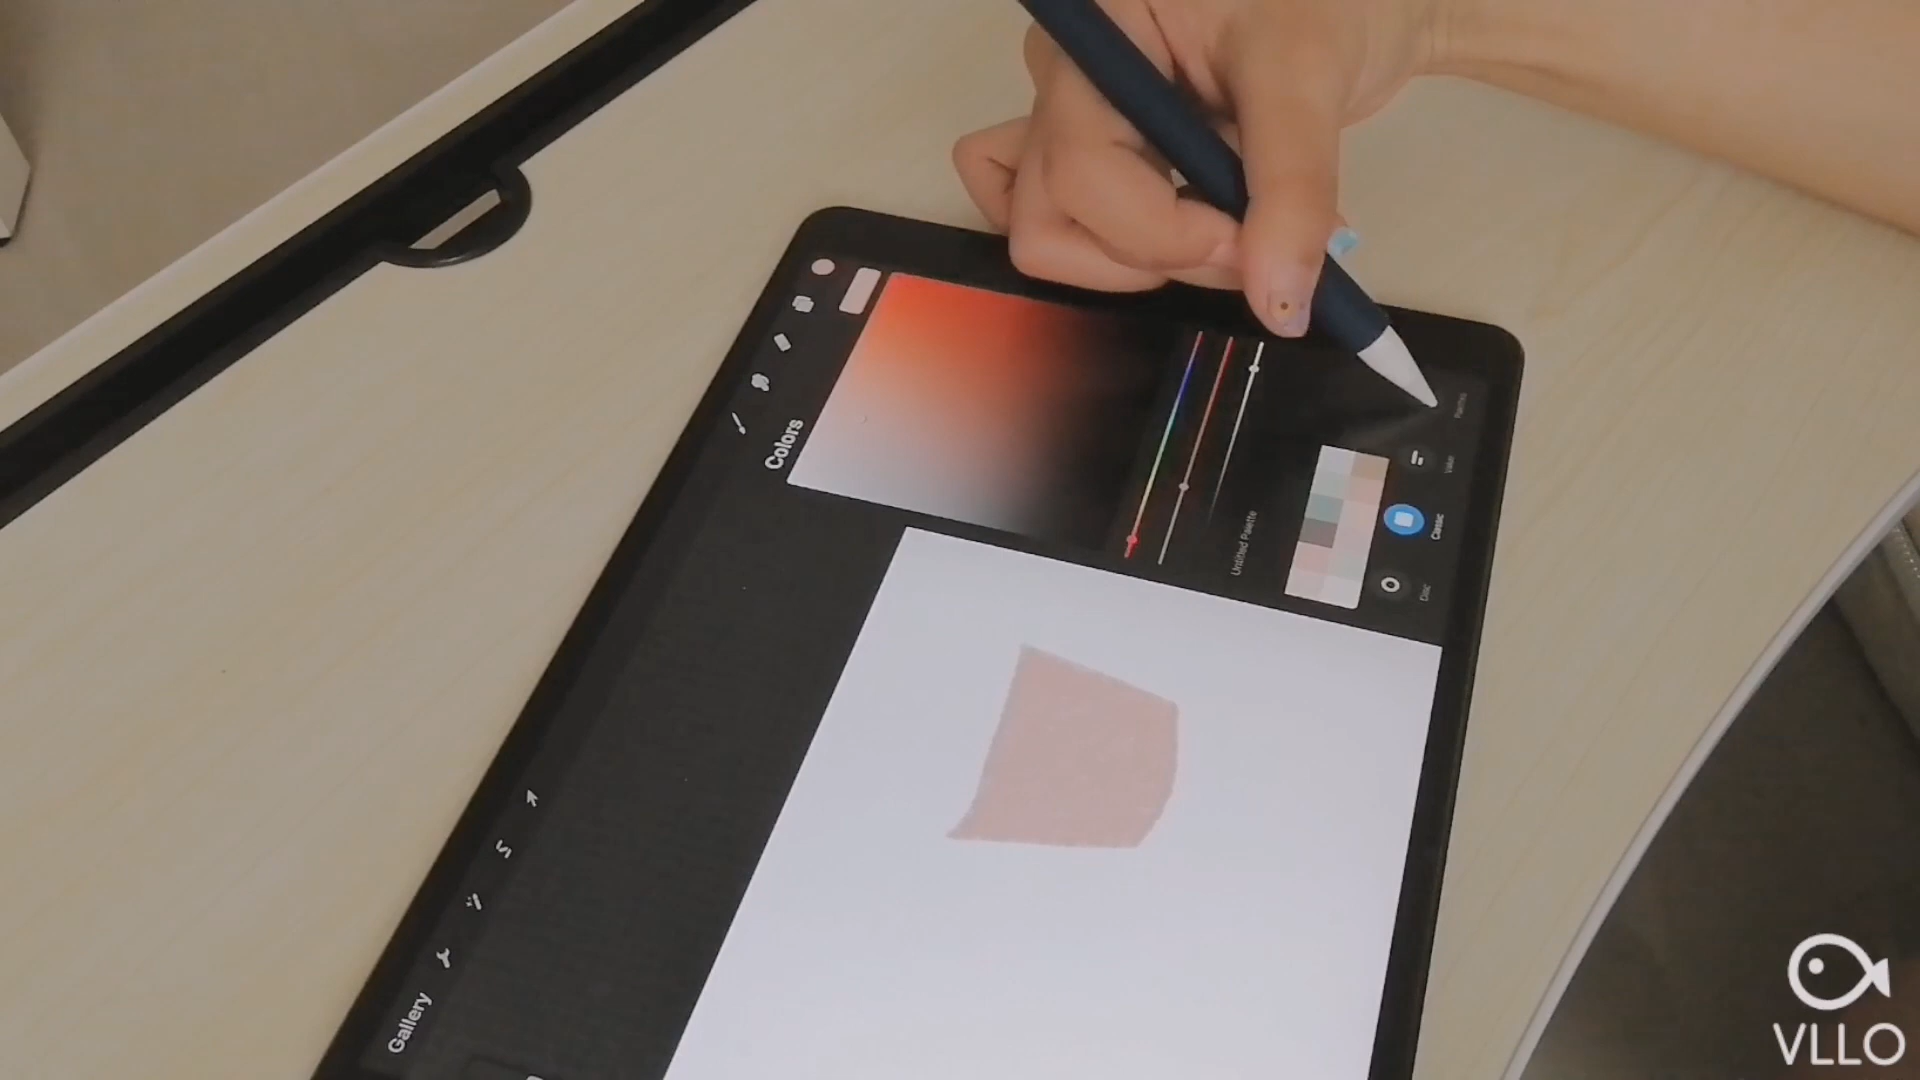 Gallery
Colors
Untitled Palette
Disc
Classic
Value
Palettes
VLLO